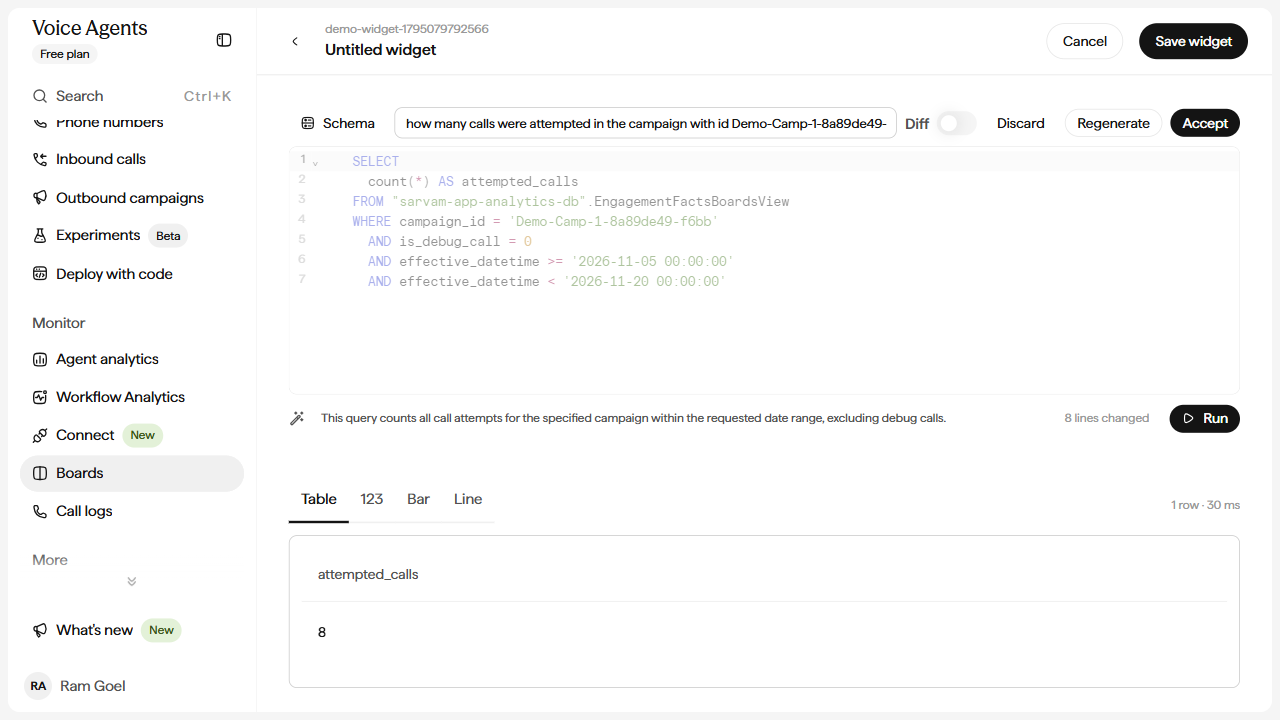 Voice Agents
Free plan
Search Ctrl+K
Phone numbers
Inbound calls
Outbound campaigns
Experiments Beta
Deploy with code
Monitor
Agent analytics
Workflow Analytics
Connect New
Boards
Call logs
More
What's new New
RA Ram Goel
demo-widget-1795079792566
Untitled widget
Cancel
Save widget
Schema
how many calls were attempted in the campaign with id Demo-Camp-1-8a89de49-
Diff
Discard
Regenerate
Accept
1 SELECT
2 count(*) AS attempted_calls
3 FROM "sarvam-app-analytics-db".EngagementFactsBoardsView
4 WHERE campaign_id = 'Demo-Camp-1-8a89de49-f6bb'
5 AND is_debug_call = 0
6 AND effective_datetime >= '2026-11-05 00:00:00'
7 AND effective_datetime < '2026-11-20 00:00:00'
This query counts all call attempts for the specified campaign within the requested date range, excluding debug calls.
8 lines changed
Run
Table 123 Bar Line
1 row · 30 ms
attempted_calls
8